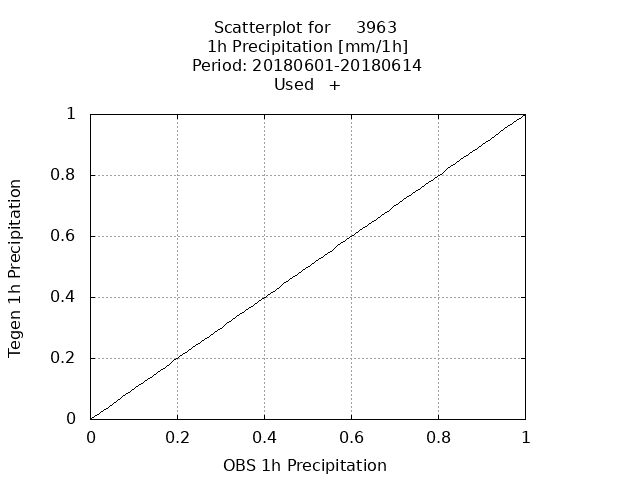 Scatterplot for 3963
1h Precipitation [mm/1h]
Period: 20180601-20180614
Used +
1
0.8
0.6
0.4
0.2
0
0 0.2 0.4 0.6 0.8 1
Tegen 1h Precipitation
OBS 1h Precipitation